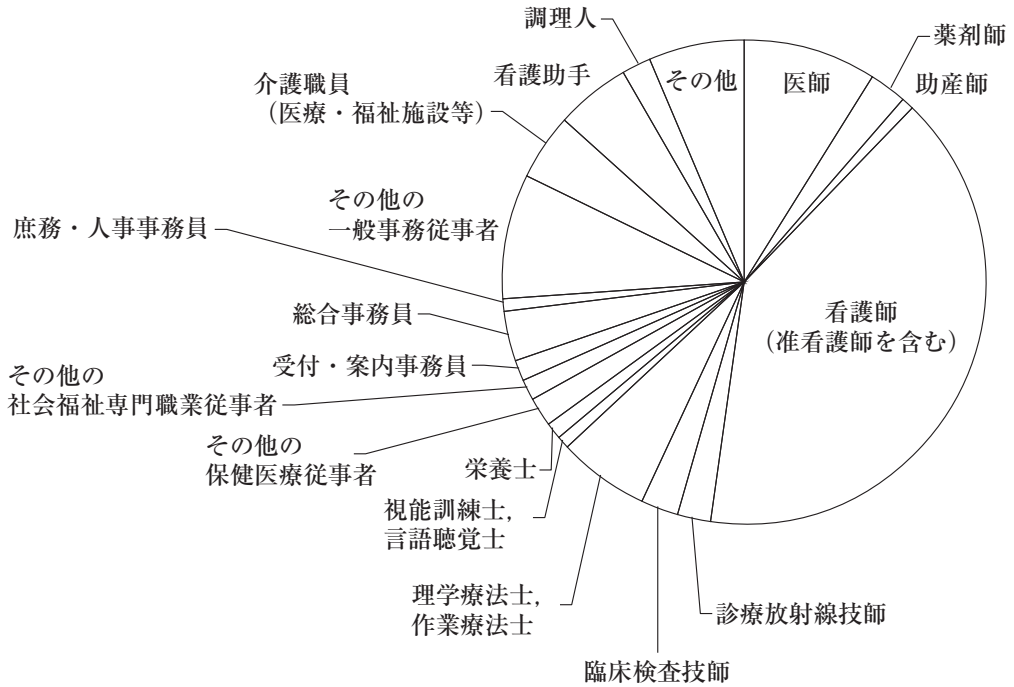 調理人
薬剤師
その他
医師
助産師
看護助手
介護職員
（医療・福祉施設等）
その他の
一般事務従事者
庶務・人事事務員
総合事務員
看護師
（准看護師を含む）
受付・案内事務員
その他の
社会福祉専門職業従事者
その他の
保健医療従事者
栄養士
視能訓練士，
言語聴覚士
理学療法士，
作業療法士
診療放射線技師
臨床検査技師